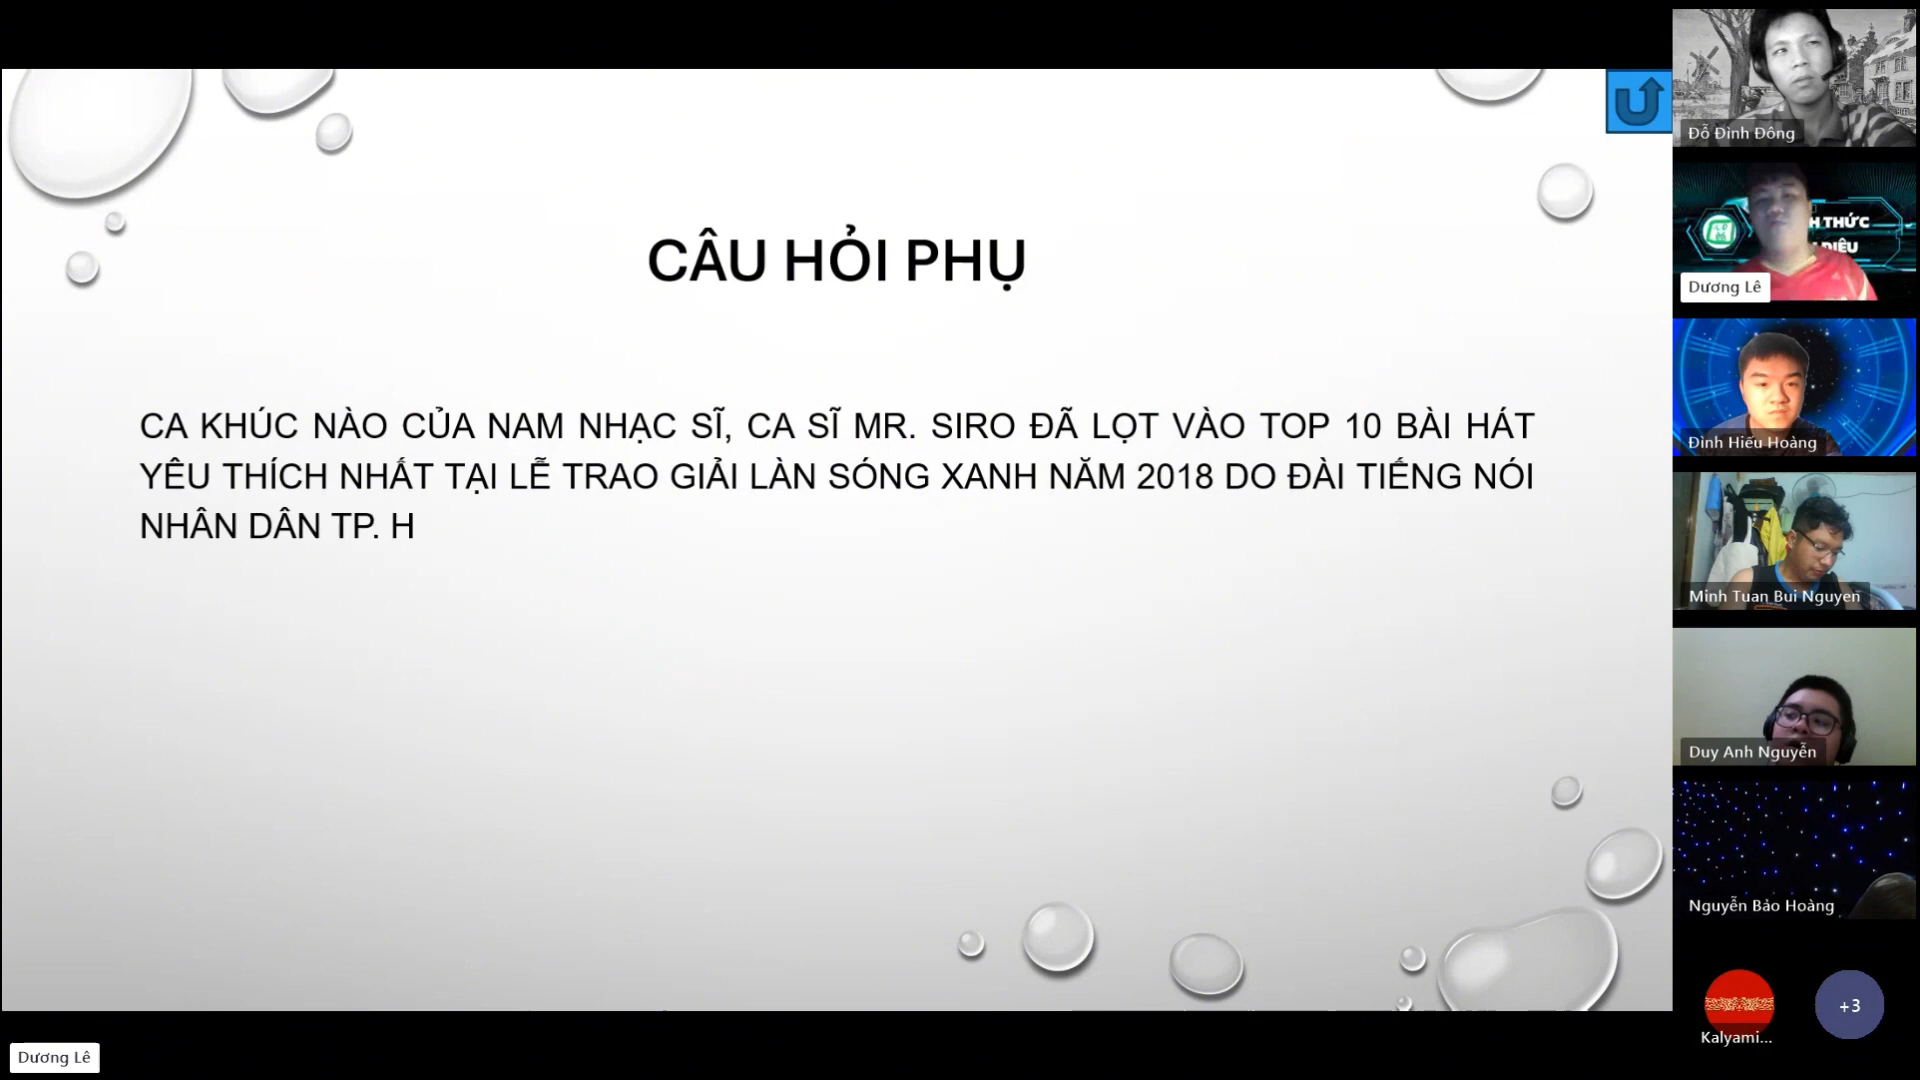 CÂU HỎI PHỤ
CA KHÚC NÀO CỦA NAM NHẠC SĨ, CA SĨ MR. SIRO ĐÃ LỌT VÀO TOP 10 BÀI HÁT
YÊU THÍCH NHẤT TẠI LỄ TRAO GIẢI LÀN SÓNG XANH NĂM 2018 DO ĐÀI TIẾNG NÓI
NHÂN DÂN TP. H
Đỗ Đinh Đông
H THỨC
Dương Lê
Đình Hiếu Hoàng
Minh Tuan Bui Nguyen
Duy Anh Nguyễn
Nguyễn Bảo Hoàng
+3
Kalyami...
Dương Lê